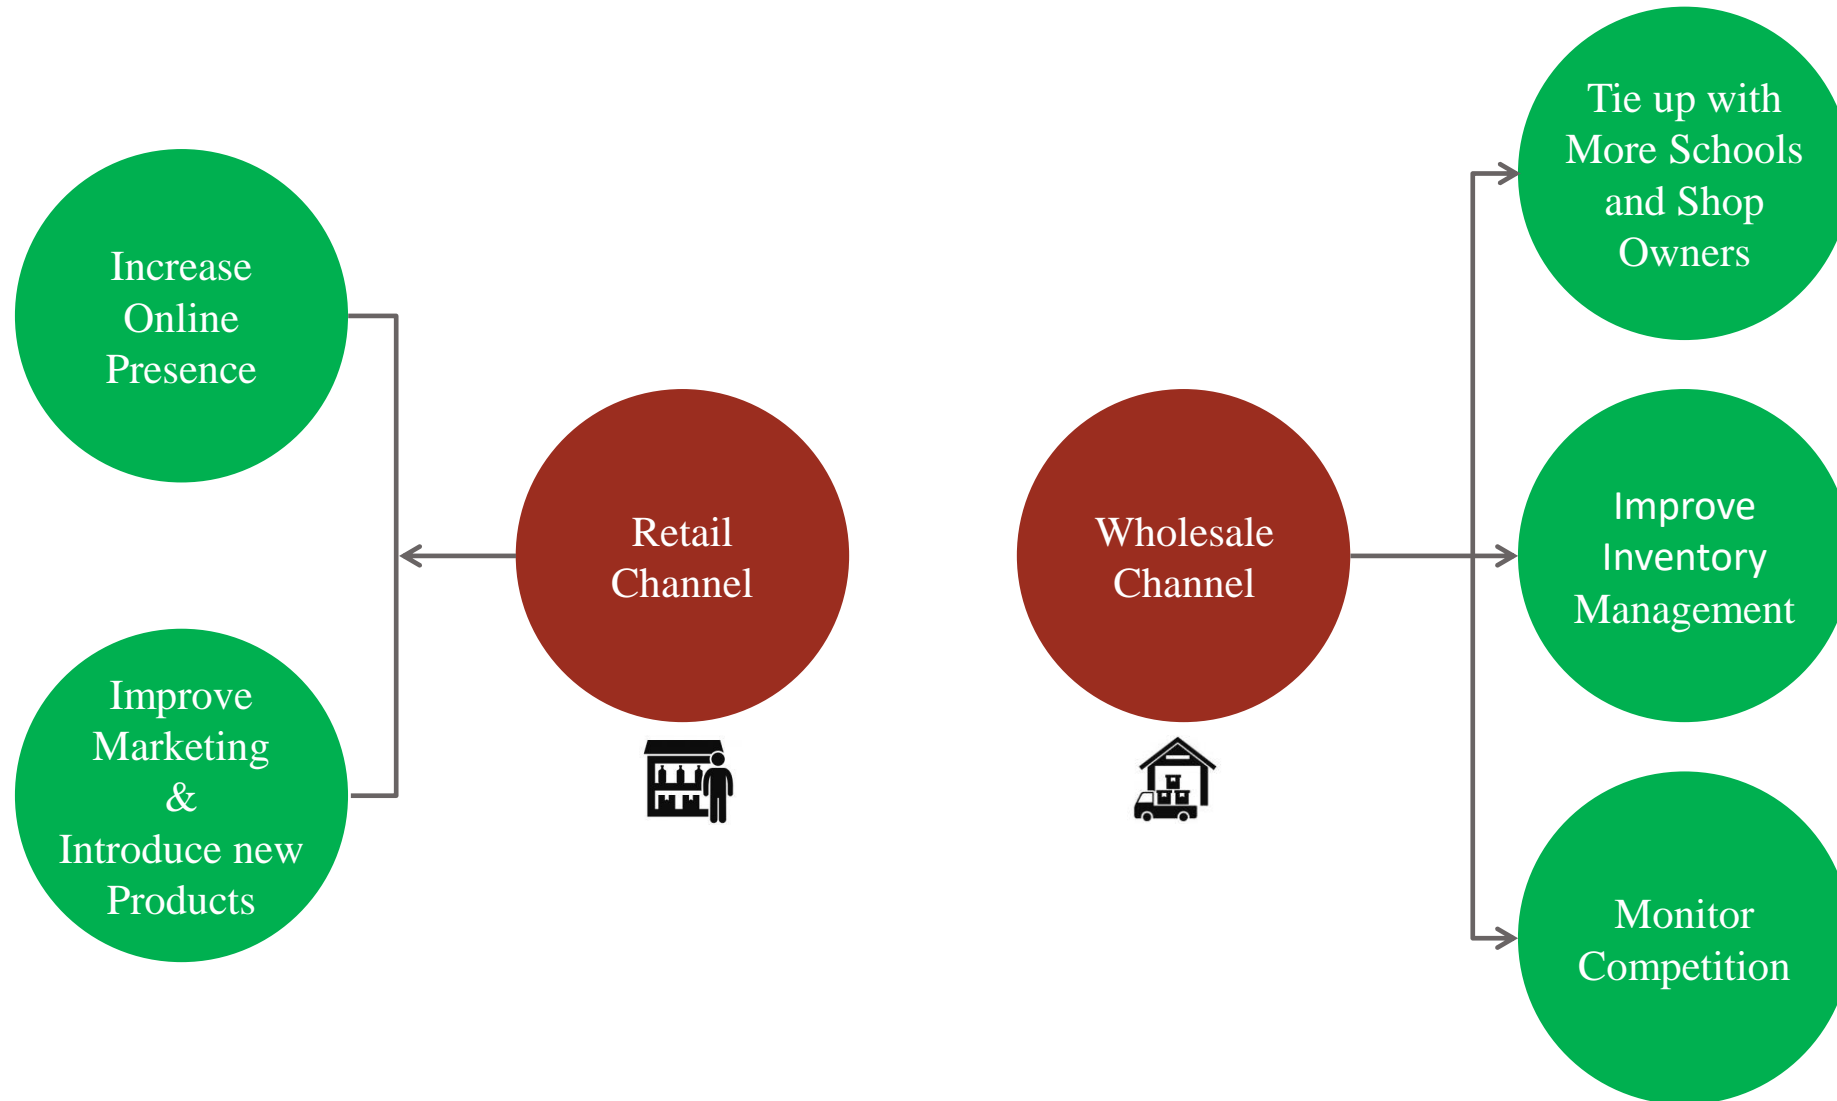 Increase
Online
Presence
Improve
Marketing
&
Introduce new
Products
Retail
Channel
Wholesale
Channel
Tie up with
More Schools
and Shop
Owners
Improve
Inventory
Management
Monitor
Competition